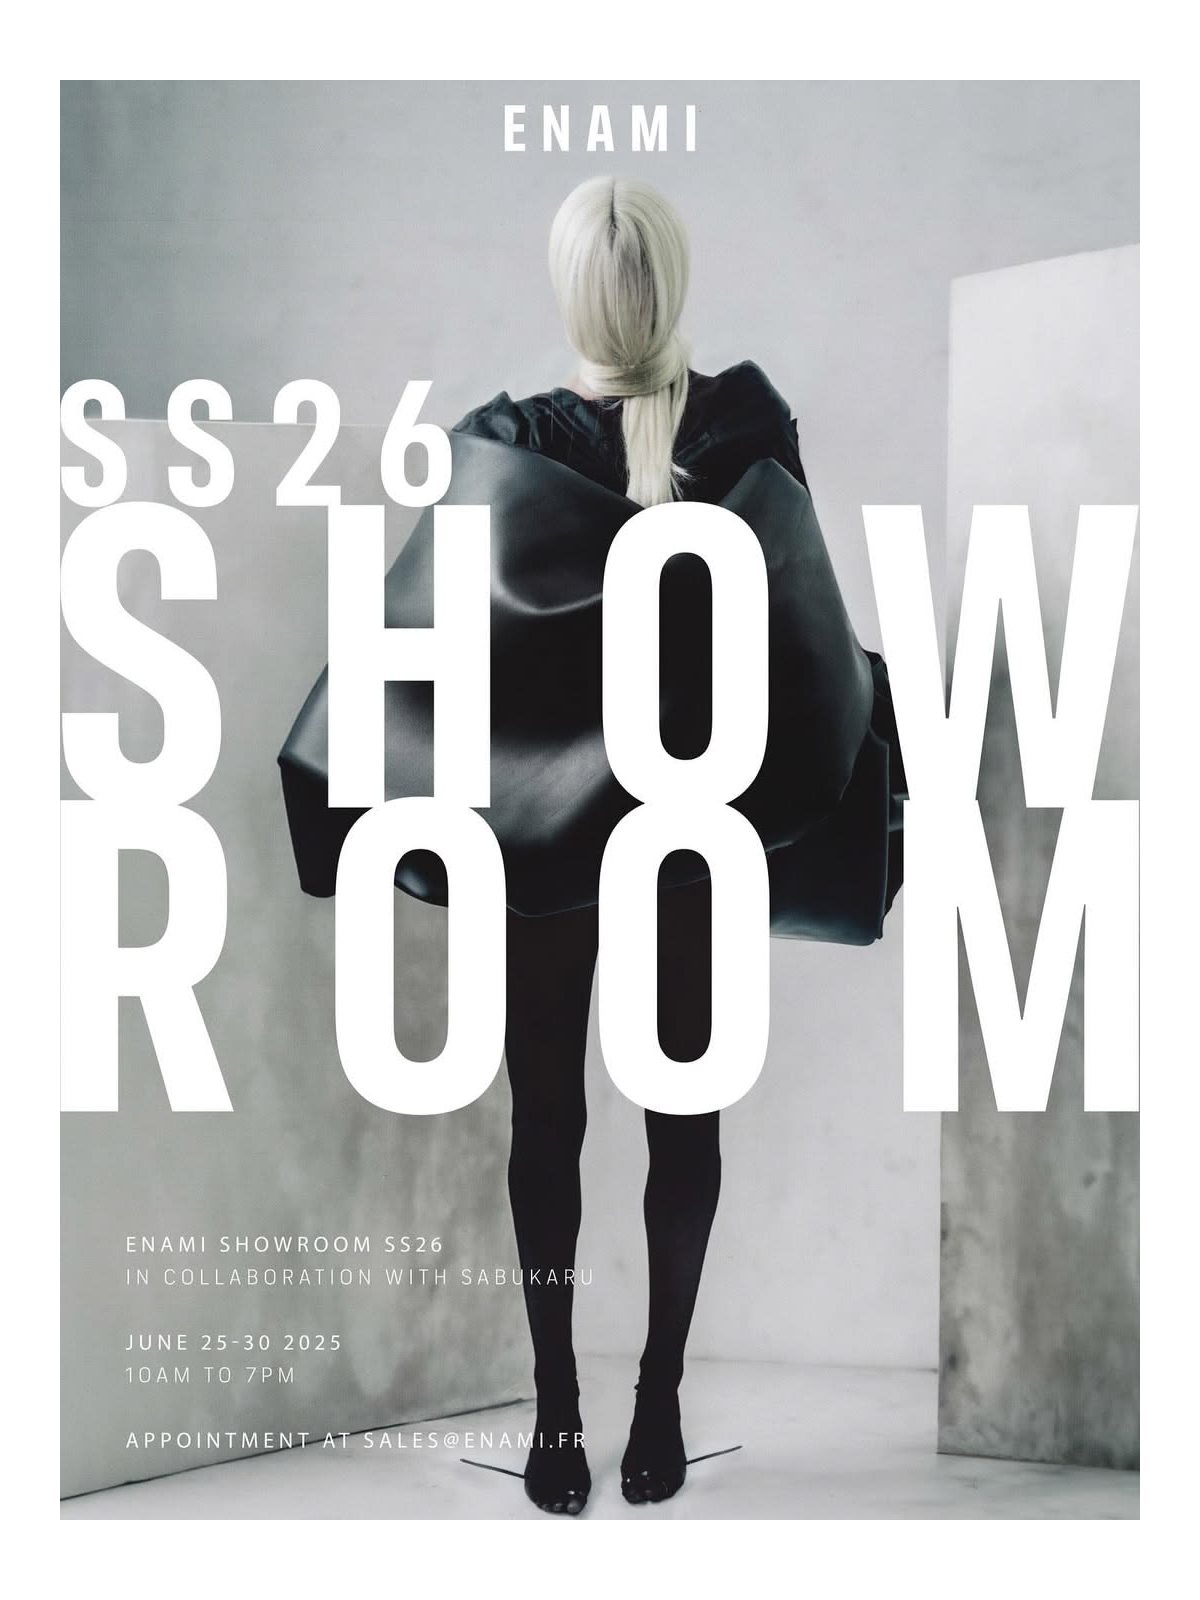 ENAMI
SS26
SHOW
ROOM
ENAMI SHOWROOM SS26
IN COLLABORATION WITH SABUKARU
JUNE 25-30 2025
10AM TO 7PM
APPOINTMENT AT SALES@ENAMI.FR